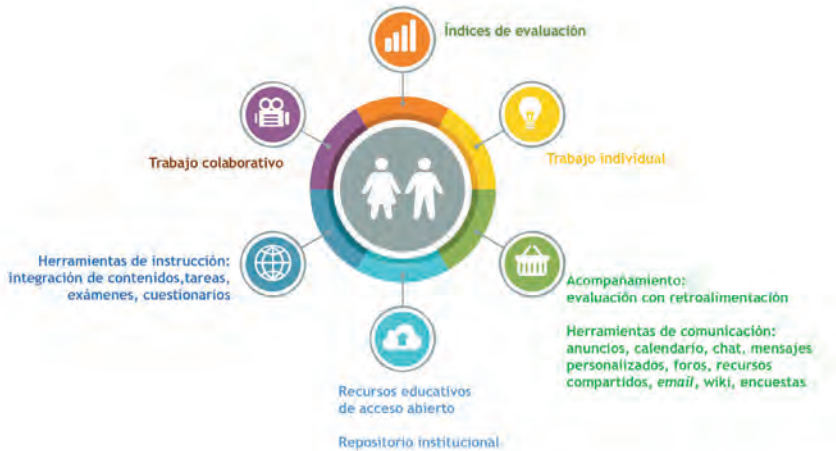 Índices de evaluación
Trabajo colaborativo
Trabajo individual
Herramientas de instrucción:
integración de contenidos,tareas,
exámenes, cuestionarios
Acompañamiento:
evaluación con retroalimentación
Herramientas de comunicación:
anuncios, calendario, chat, mensajes
personalizados, foros, recursos
compartidos, email, wiki, encuestas
Recursos educativos
de acceso abierto
Repositorio institucional